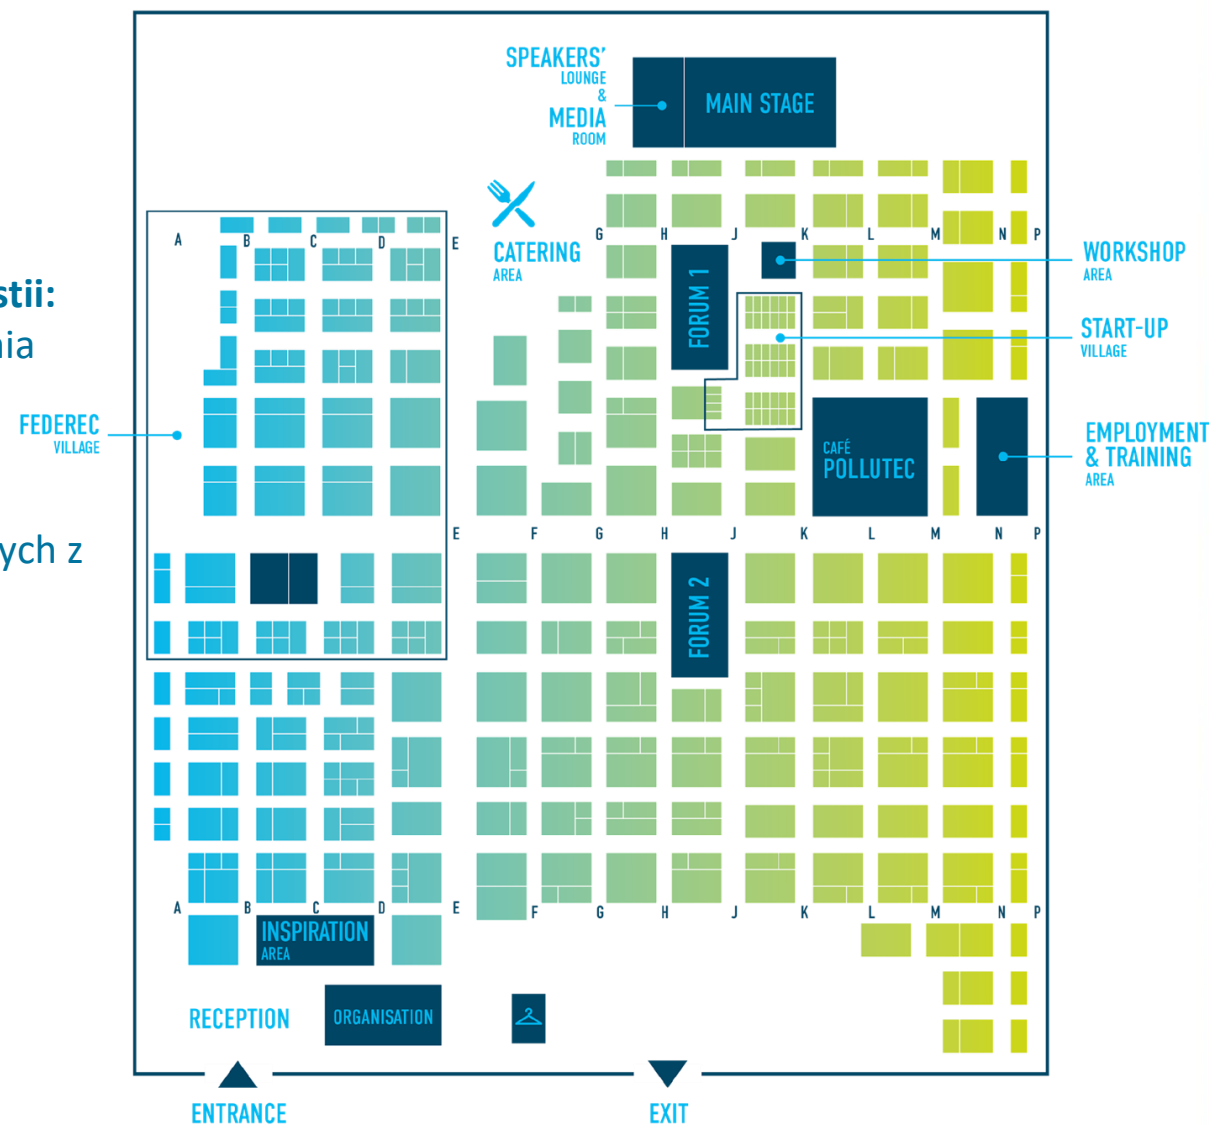 SPEAKERS'
LOUNGE
&
MEDIA
ROOM
MAIN STAGE
CATERING
AREA
A B C D E G H J K L M N P
WORKSHOP
AREA
FORUM 1
START-UP
VILLAGE
stii:
nia
FEDEREC
VILLAGE
CAFÉ
POLLUTEC
EMPLOYMENT
& TRAINING
AREA
E F G H J K L M N P
ych z
FORUM 2
A B C D E F G H J K L M N P
INSPIRATION
AREA
RECEPTION
ORGANISATION
ENTRANCE
EXIT